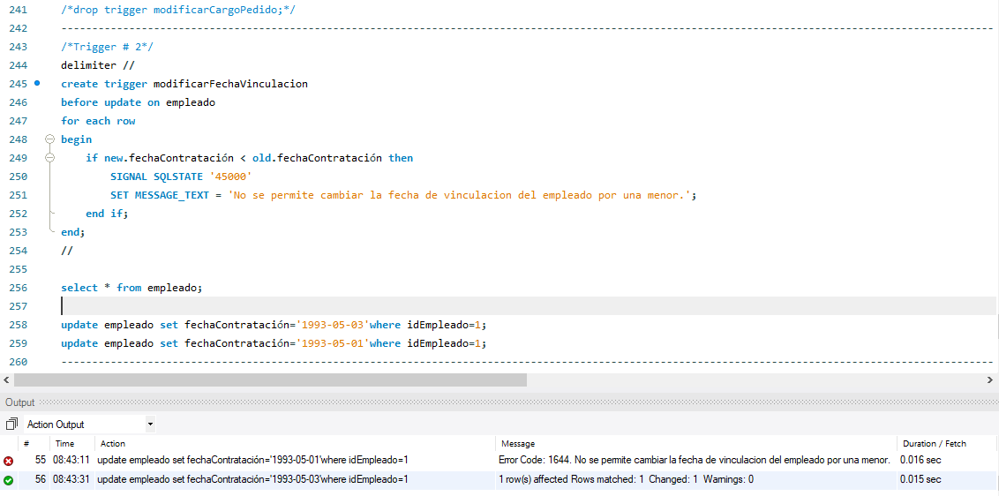 241 /*drop trigger modificarCargoPedido;*/
242 ------------------------------------------------------------------------------------------------------------------------------------------------------
243 /*Trigger # 2*/
244 delimiter //
245 create trigger modificarFechaVinculacion
246 before update on empleado
247 for each row
248 begin
249 if new.fechaContratación < old.fechaContratación then
250 SIGNAL SQLSTATE '45000'
251 SET MESSAGE_TEXT = 'No se permite cambiar la fecha de vinculacion del empleado por una menor.';
252 end if;
253 end;
254 //
255
256 select * from empleado;
257
258 update empleado set fechaContratación='1993-05-03'where idEmpleado=1;
259 update empleado set fechaContratación='1993-05-01'where idEmpleado=1;
260 ------------------------------------------------------------------------------------------------------------------------------------------------------
Output
Action Output
# Time Action Message Duration / Fetch
55 08:43:11 update empleado set fechaContratación='1993-05-01'where idEmpleado=1 Error Code: 1644. No se permite cambiar la fecha de vinculacion del empleado por una menor. 0.016 sec
56 08:43:31 update empleado set fechaContratación='1993-05-03'where idEmpleado=1 1 row(s) affected Rows matched: 1 Changed: 1 Warnings: 0 0.015 sec